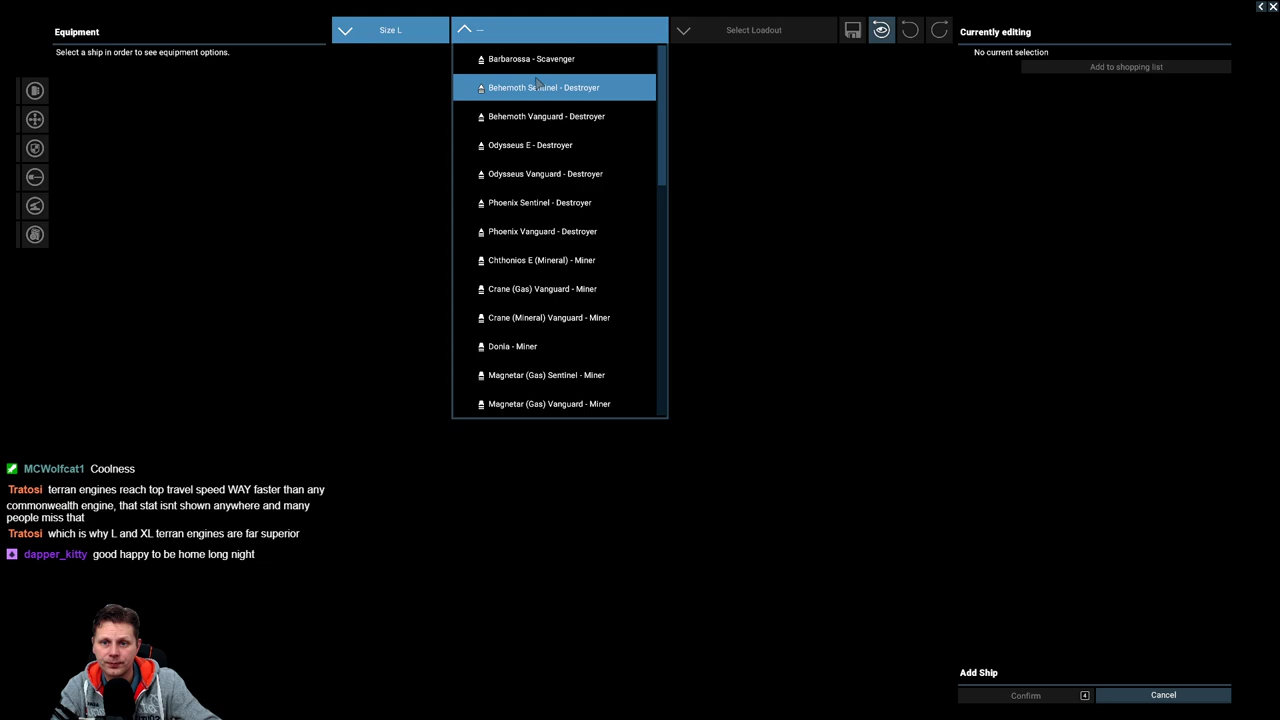 Equipment
Select a ship in order to see equipment options.
Size L
--
Select Loadout
Currently editing
No current selection
Add to shopping list
Barbarossa - Scavenger
Behemoth Sentinel - Destroyer
Behemoth Vanguard - Destroyer
Odysseus E - Destroyer
Odysseus Vanguard - Destroyer
Phoenix Sentinel - Destroyer
Phoenix Vanguard - Destroyer
Chthonios E (Mineral) - Miner
Crane (Gas) Vanguard - Miner
Crane (Mineral) Vanguard - Miner
Donia - Miner
Magnetar (Gas) Sentinel - Miner
Magnetar (Gas) Vanguard - Miner
MCWolfcat1 Coolness
Tratosi terran engines reach top travel speed WAY faster than any
commonwealth engine, that stat isnt shown anywhere and many
people miss that
Tratosi which is why L and XL terran engines are far superior
dapper_kitty good happy to be home long night
Add Ship
Confirm 4
Cancel